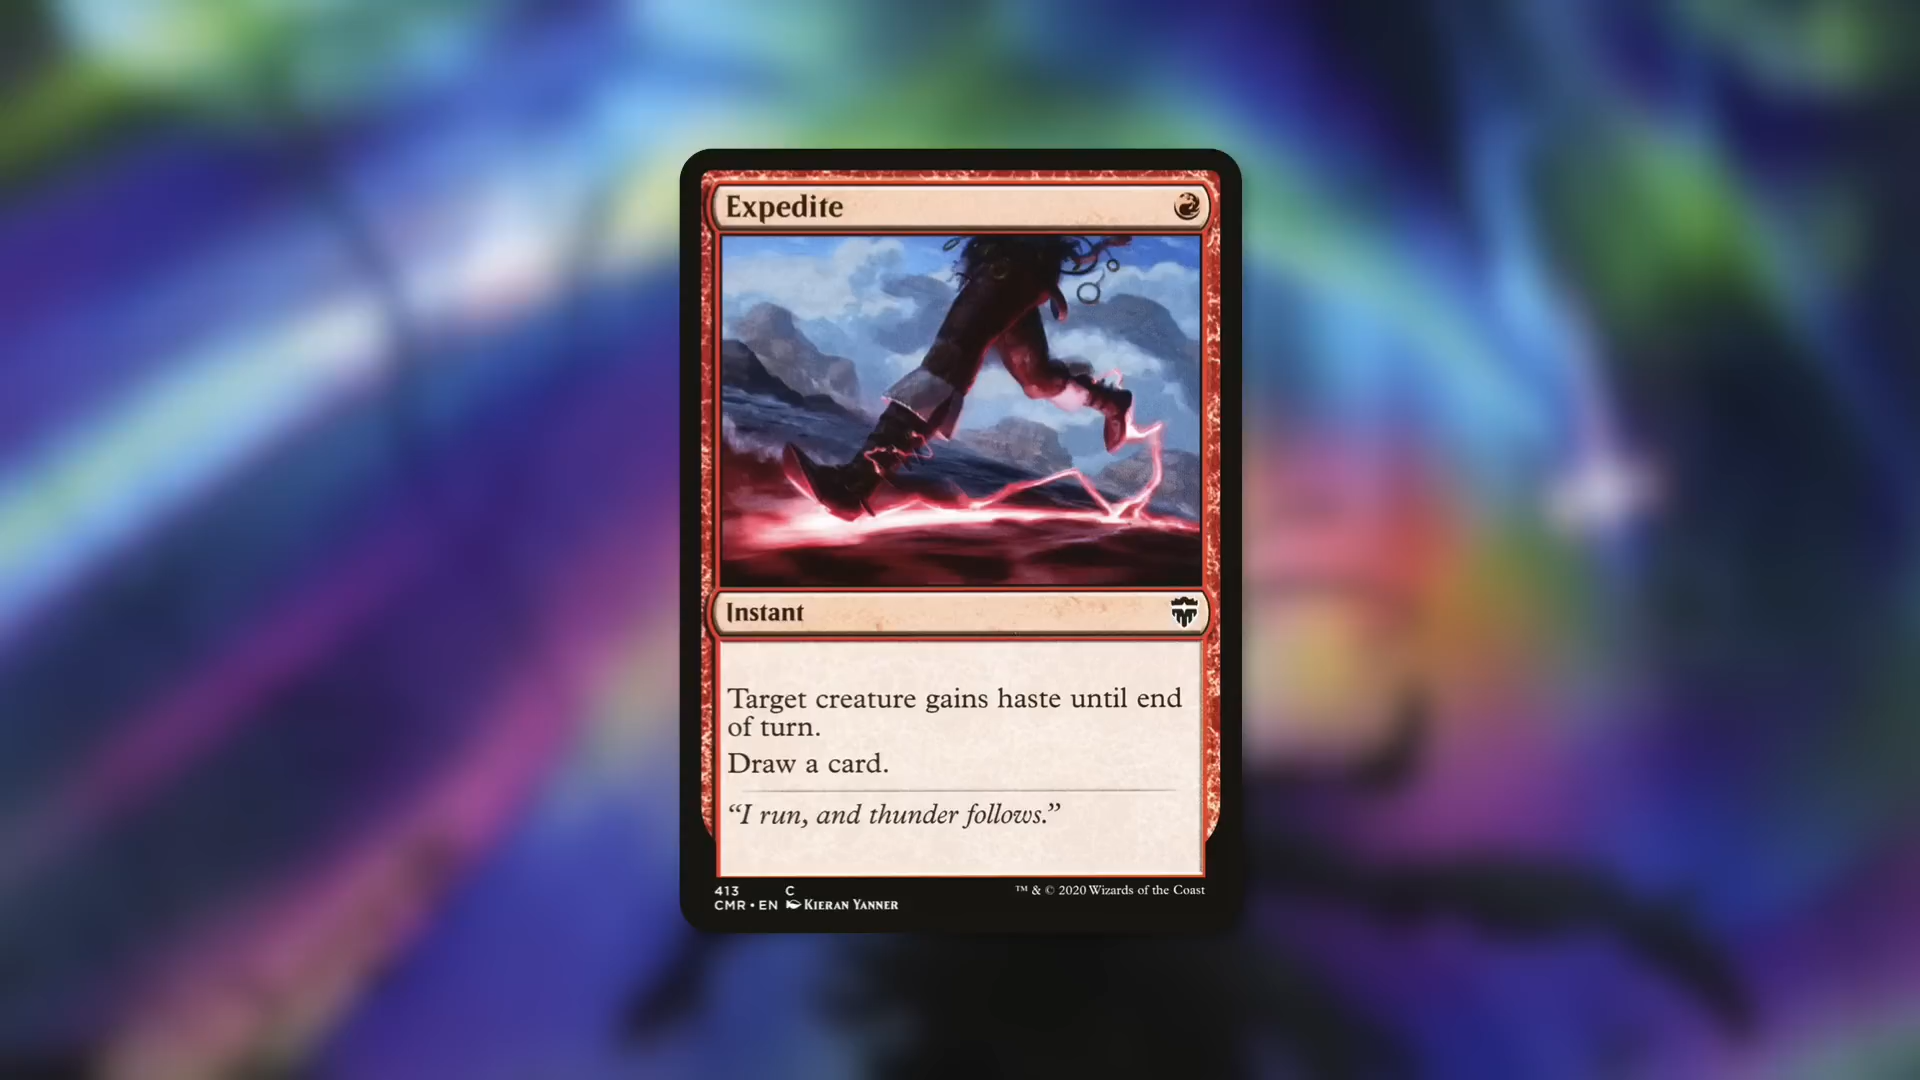 Expedite
Instant
Target creature gains haste until end
of turn.
Draw a card.
“I run, and thunder follows.”
413 C
CMR • EN KIERAN YANNER
™ & © 2020 Wizards of the Coast